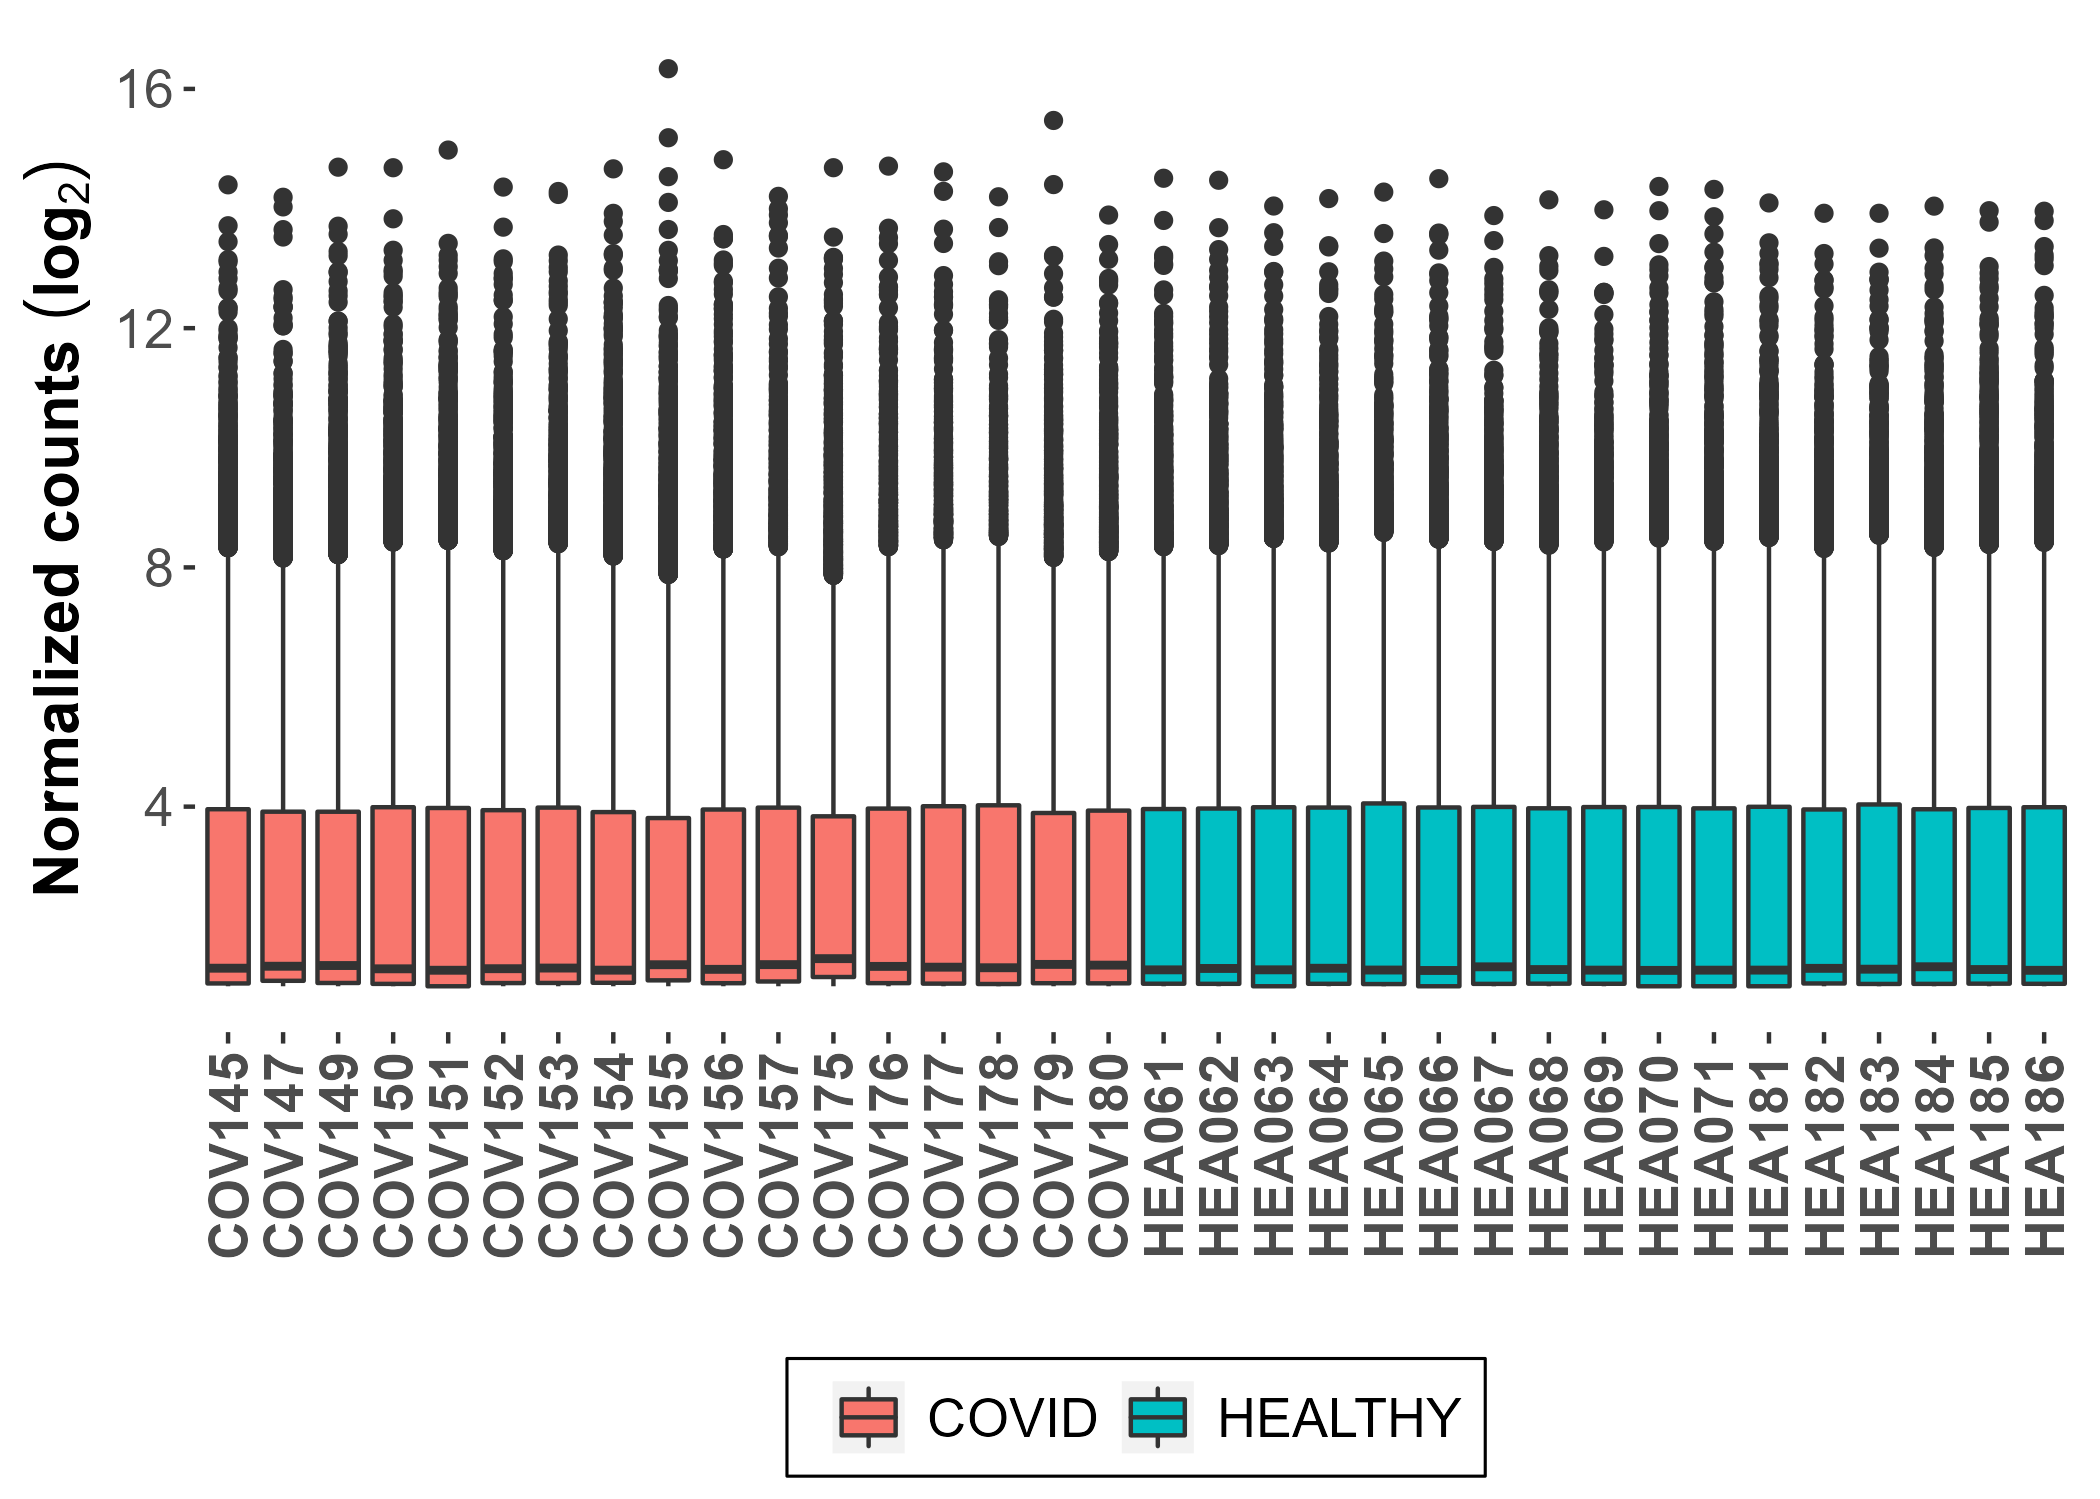 Normalized counts (log2)
16
12
8
4
COV145
COV147
COV149
COV150
COV151
COV152
COV153
COV154
COV155
COV156
COV157
COV175
COV176
COV177
COV178
COV179
COV180
HEA061
HEA062
HEA063
HEA064
HEA065
HEA066
HEA067
HEA068
HEA069
HEA070
HEA071
HEA181
HEA182
HEA183
HEA184
HEA185
HEA186
COVID HEALTHY